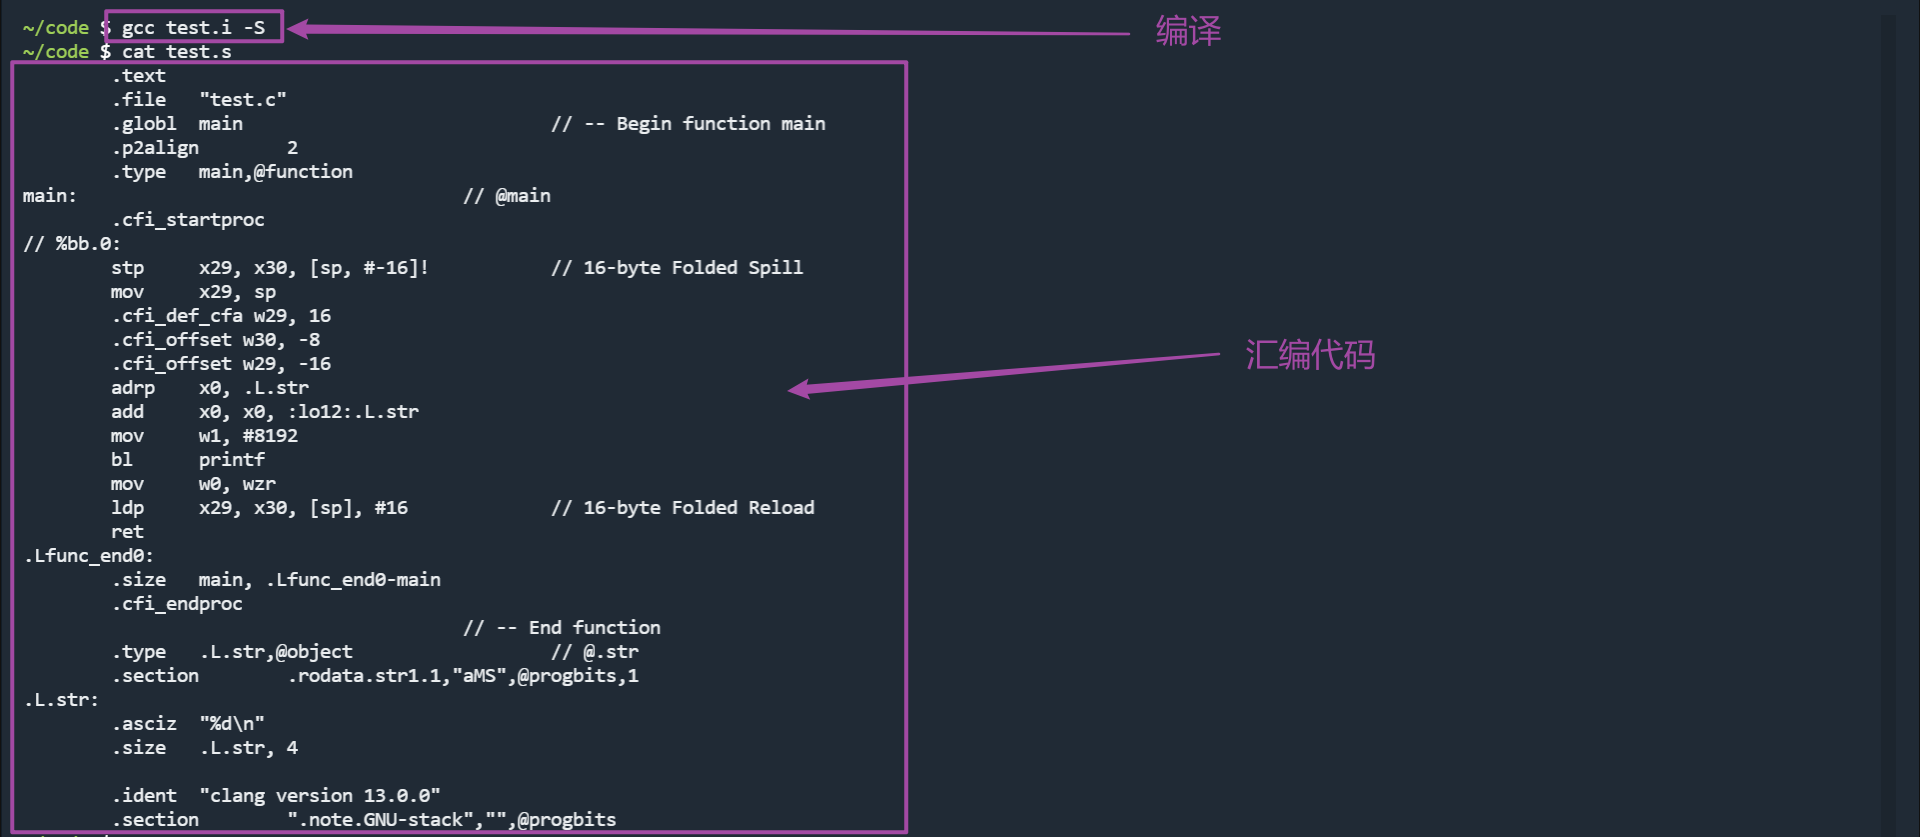 ~/code $ gcc test.i -S
编译
~/code $ cat test.s
.text
.file "test.c"
.globl main // -- Begin function main
.p2align 2
.type main,@function
main: // @main
.cfi_startproc
// %bb.0:
stp x29, x30, [sp, #-16]! // 16-byte Folded Spill
mov x29, sp
.cfi_def_cfa w29, 16
.cfi_offset w30, -8
.cfi_offset w29, -16
汇编代码
adrp x0, .L.str
add x0, x0, :lo12:.L.str
mov w1, #8192
bl printf
mov w0, wzr
ldp x29, x30, [sp], #16 // 16-byte Folded Reload
ret
.Lfunc_end0:
.size main, .Lfunc_end0-main
.cfi_endproc
// -- End function
.type .L.str,@object // @.str
.section .rodata.str1.1,"aMS",@progbits,1
.L.str:
.asciz "%d\n"
.size .L.str, 4
.ident "clang version 13.0.0"
.section ".note.GNU-stack","",@progbits